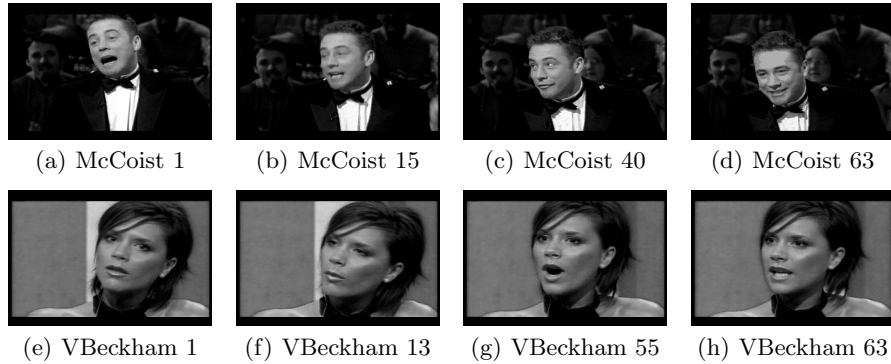 (a) McCoist 1 (b) McCoist 15 (c) McCoist 40 (d) McCoist 63
(e) VBeckham 1 (f) VBeckham 13 (g) VBeckham 55 (h) VBeckham 63